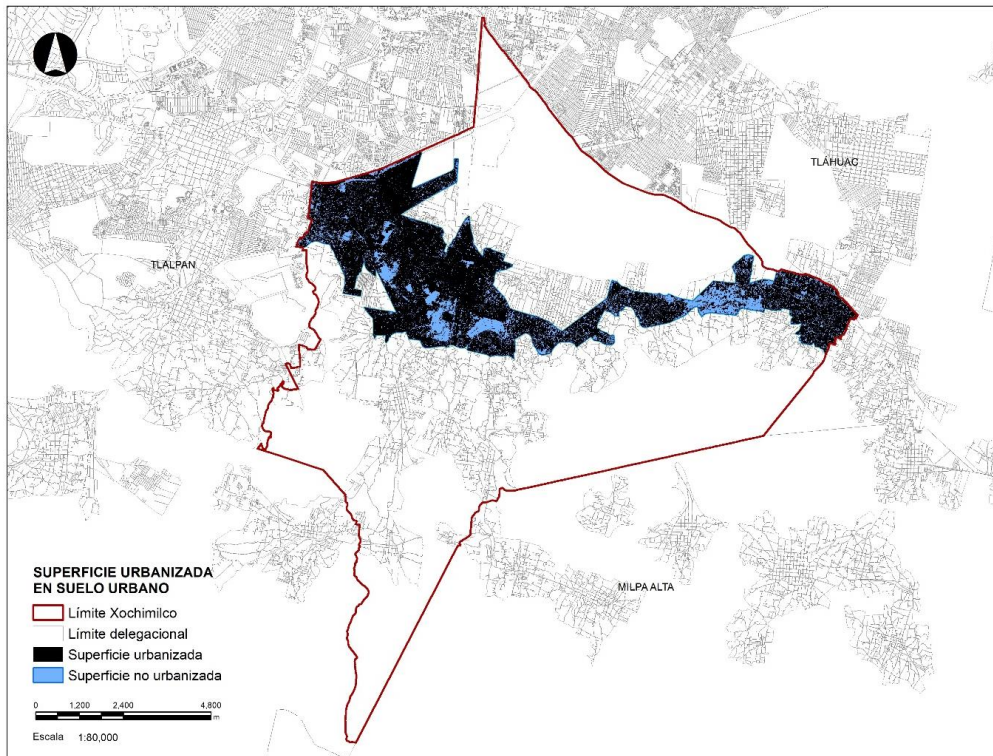 TLÁHUAC
TLALPAN
MILPA ALTA
SUPERFICIE URBANIZADA
EN SUELO URBANO
Límite Xochimilco
Límite delegacional
Superficie urbanizada
Superficie no urbanizada
0 1,200 2,400 4,800
m
Escala 1:80,000